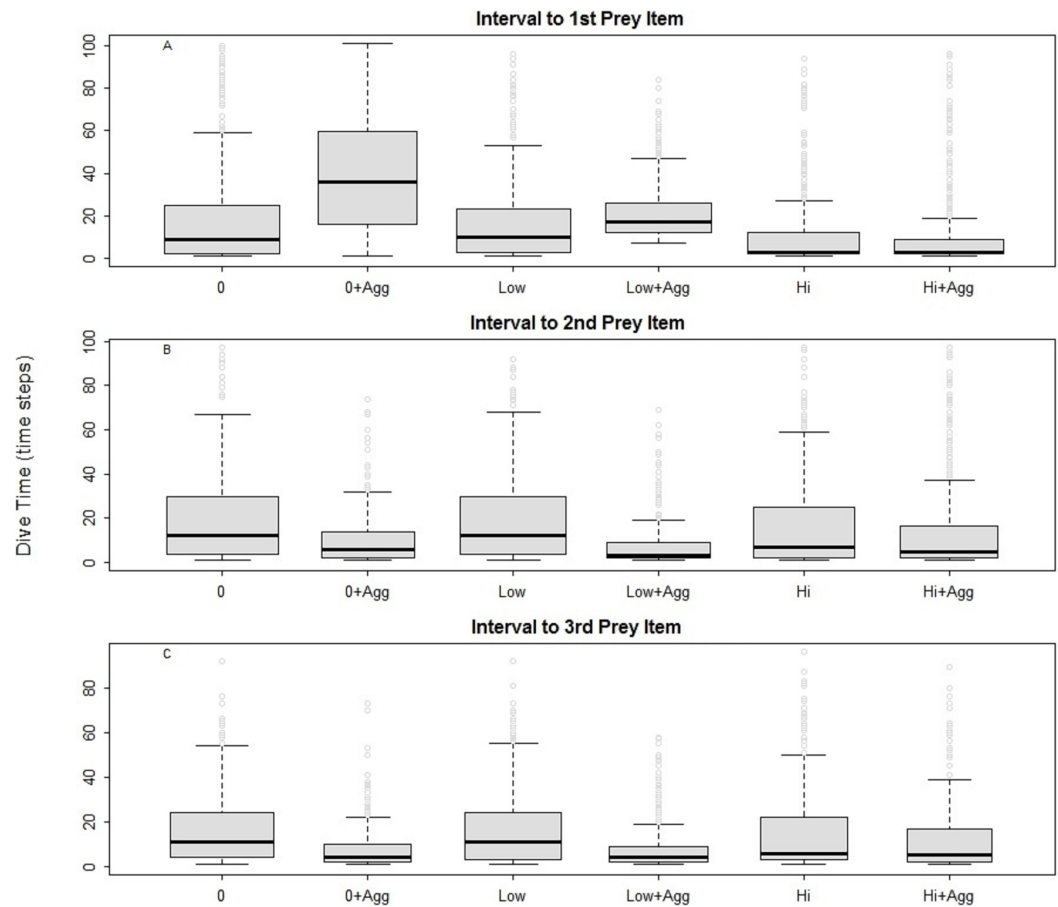 Interval to 1st Prey Item
A
100
80
60
40
20
0
0 0+Agg Low Low+Agg Hi Hi+Agg
Interval to 2nd Prey Item
B
100
80
60
40
20
0
0 0+Agg Low Low+Agg Hi Hi+Agg
Dive Time (time steps)
Interval to 3rd Prey Item
C
80
60
40
20
0
0 0+Agg Low Low+Agg Hi Hi+Agg